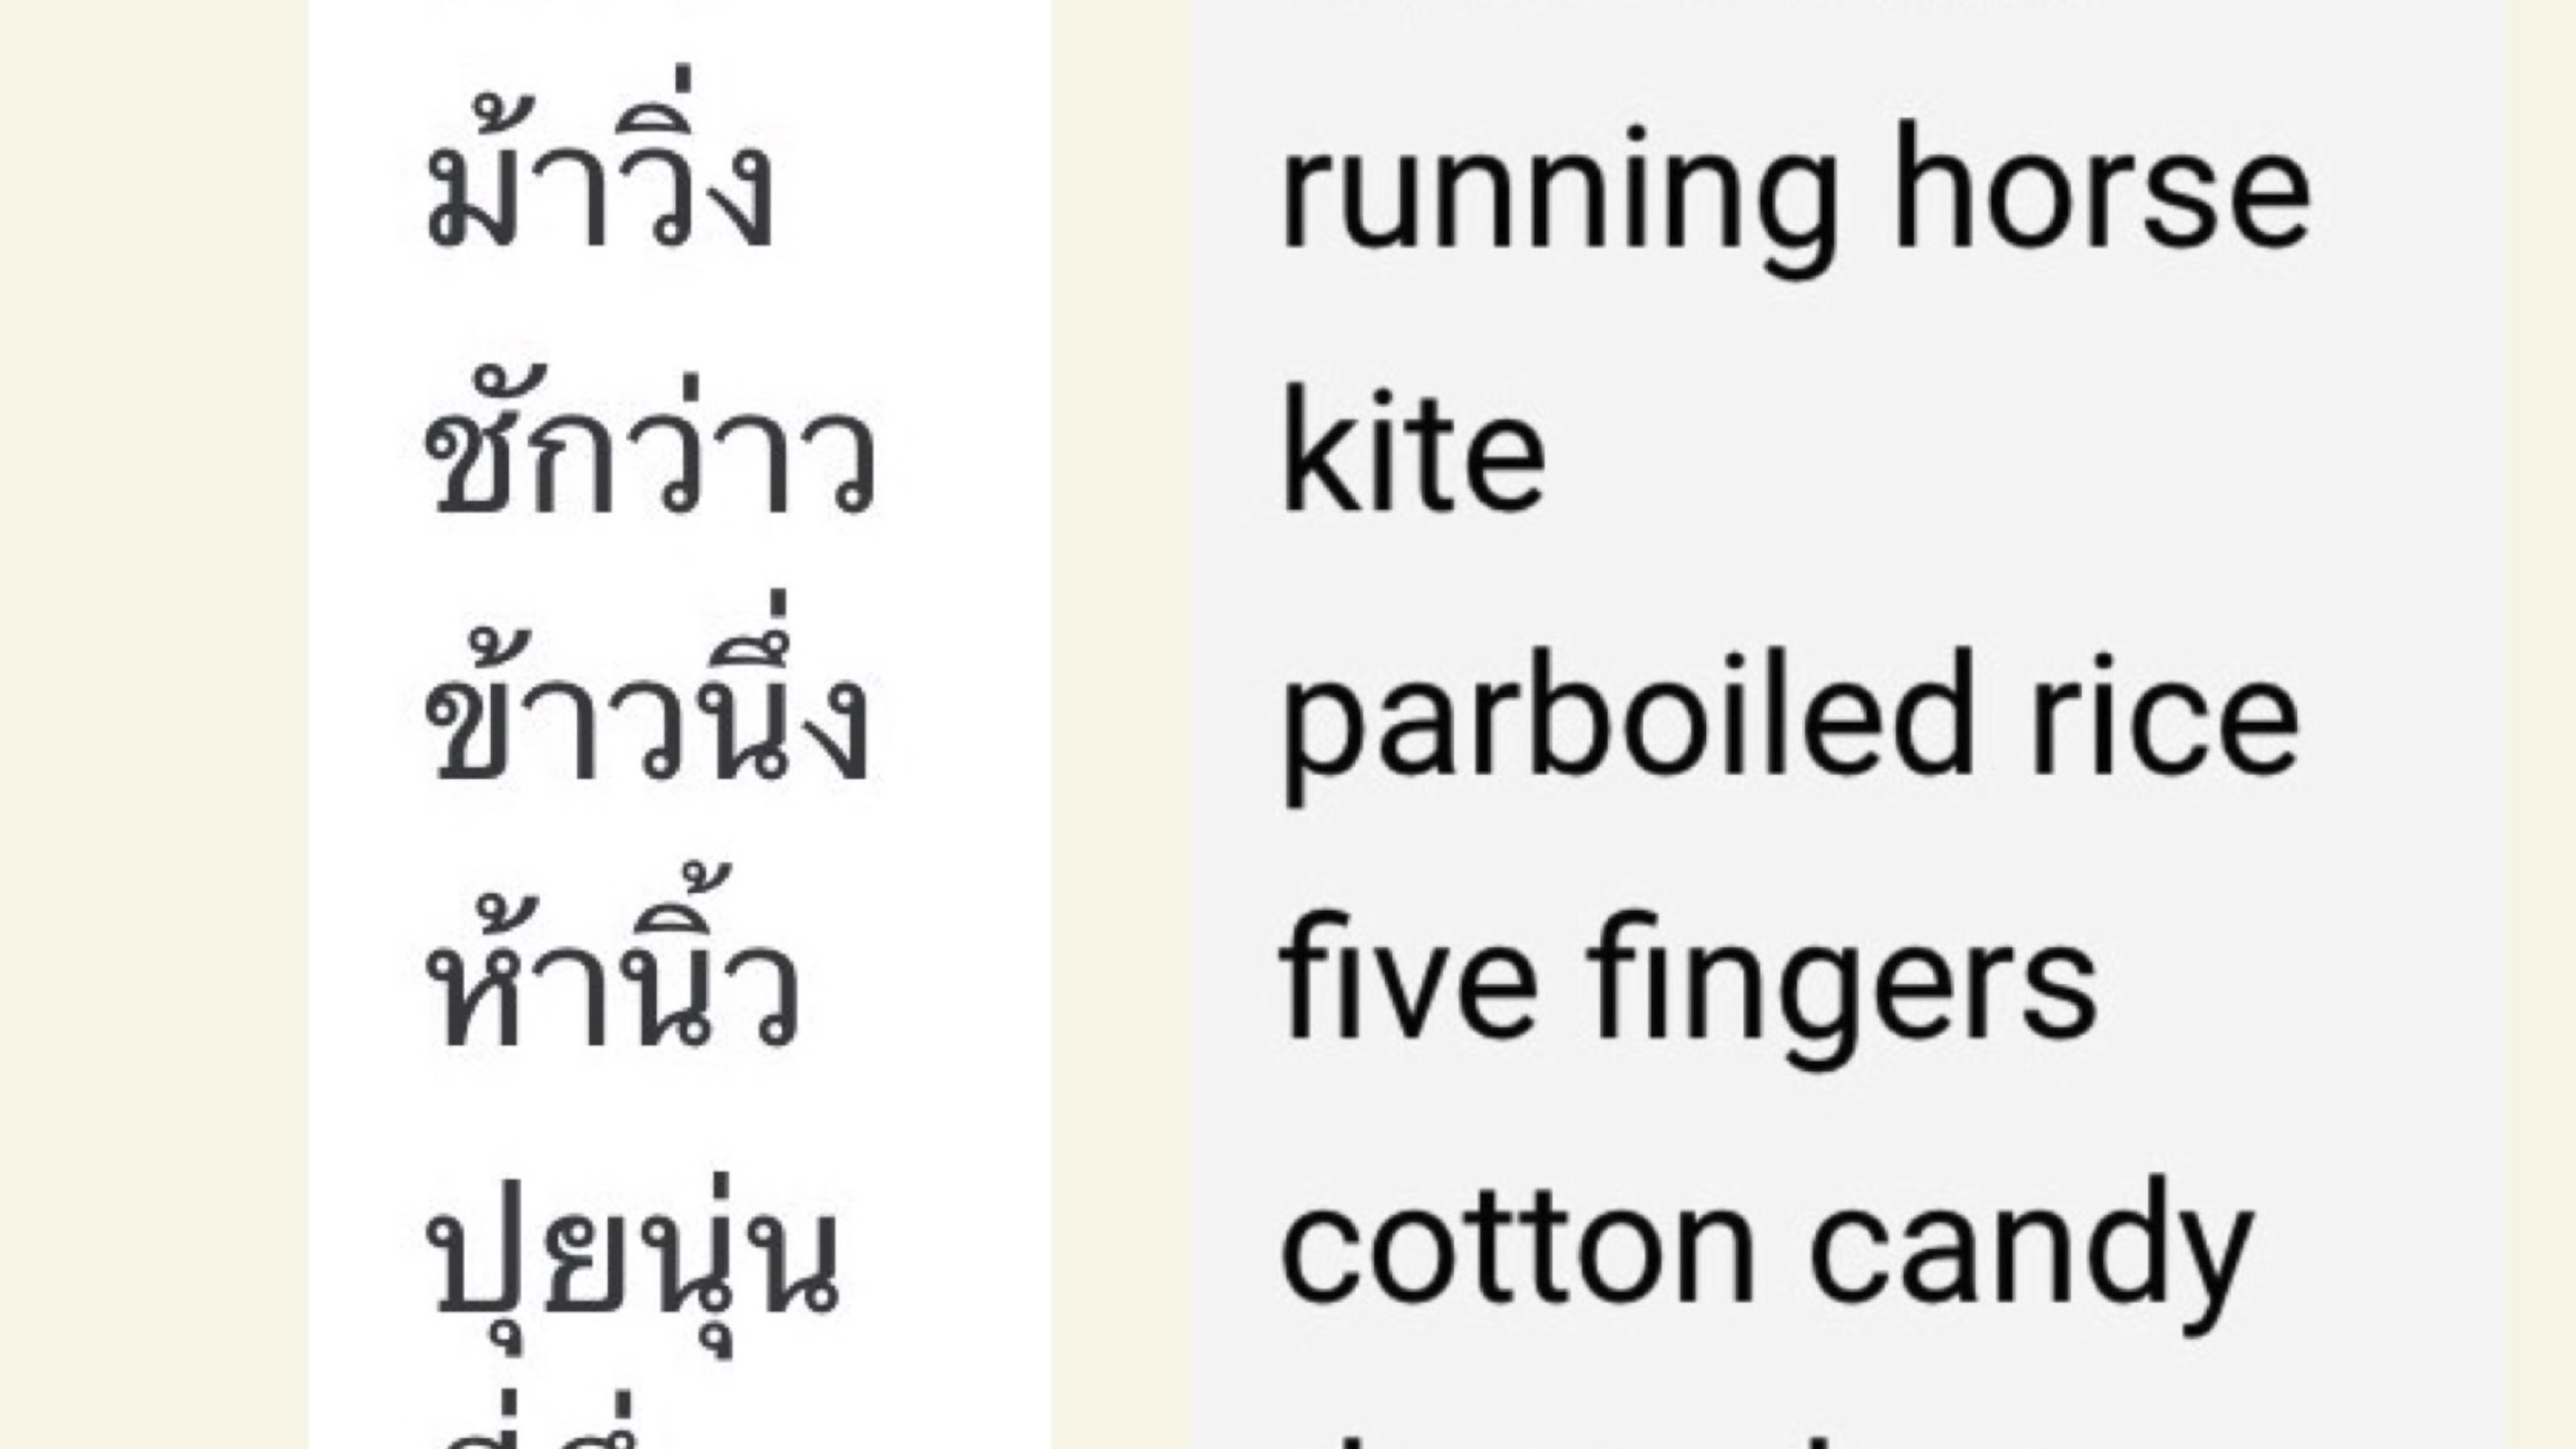 ม้าวิ่ง
ชักว่าว
ข้าวนึ่ง
ห้านิ้ว
ปุยนุ่น
running horse
kite
parboiled rice
five fingers
cotton candy